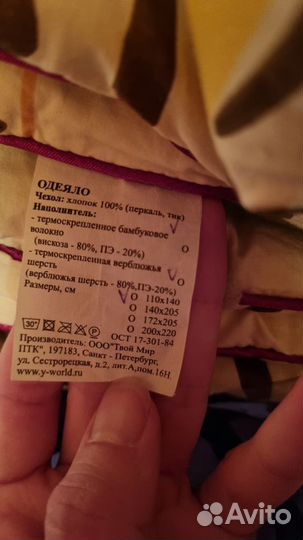 ОДЕЯЛО
Чехол: хлопок 100% (перкаль, тик)
Наполнитель:
- термоскрепленное бамбуковое О
волокно
(вискоза - 80%, ПЭ - 20%)
- термоскрепленная верблюжья О
шерсть
(верблюжья шерсть - 80%,ПЭ-20%)
Размеры, см О 110x140
О 140x205
О 172x205
О 200x220
30° ОСТ 17-301-84
Производитель: ООО"Твой Мир
ПТК", 197183, Санкт - Петербург,
ул. Сестрорецкая, д.2, лит А,пом.16Н
www.y-world.ru
Avito